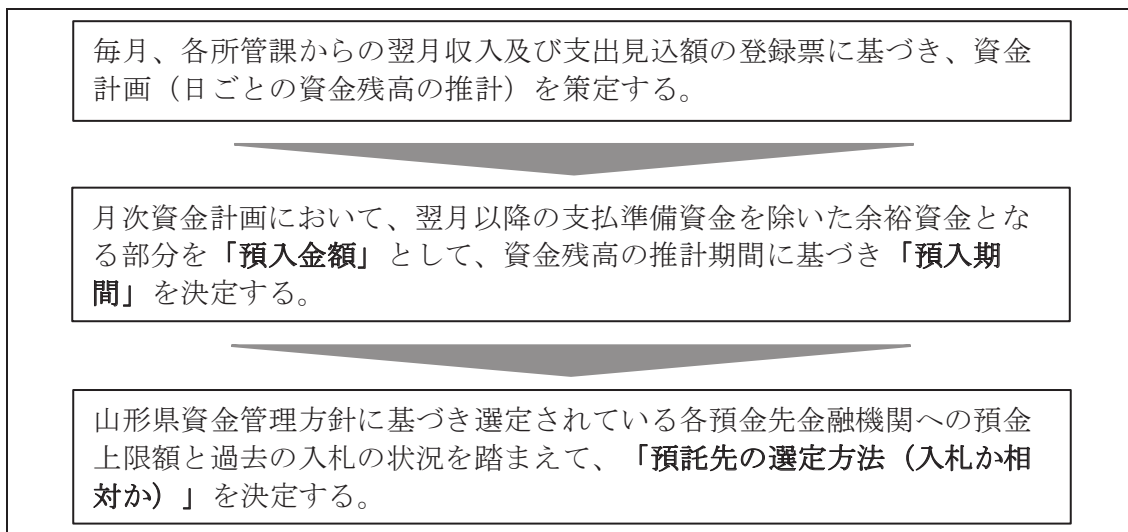 毎月、各所管課からの翌月収入及び支出見込額の登録票に基づき、資金
計画（日ごとの資金残高の推計）を策定する。
月次資金計画において、翌月以降の支払準備資金を除いた余裕資金とな
る部分を「預入金額」として、資金残高の推計期間に基づき「預入期
間」を決定する。
山形県資金管理方針に基づき選定されている各預金先金融機関への預金
上限額と過去の入札の状況を踏まえて、「預託先の選定方法（入札か相
対か）」を決定する。